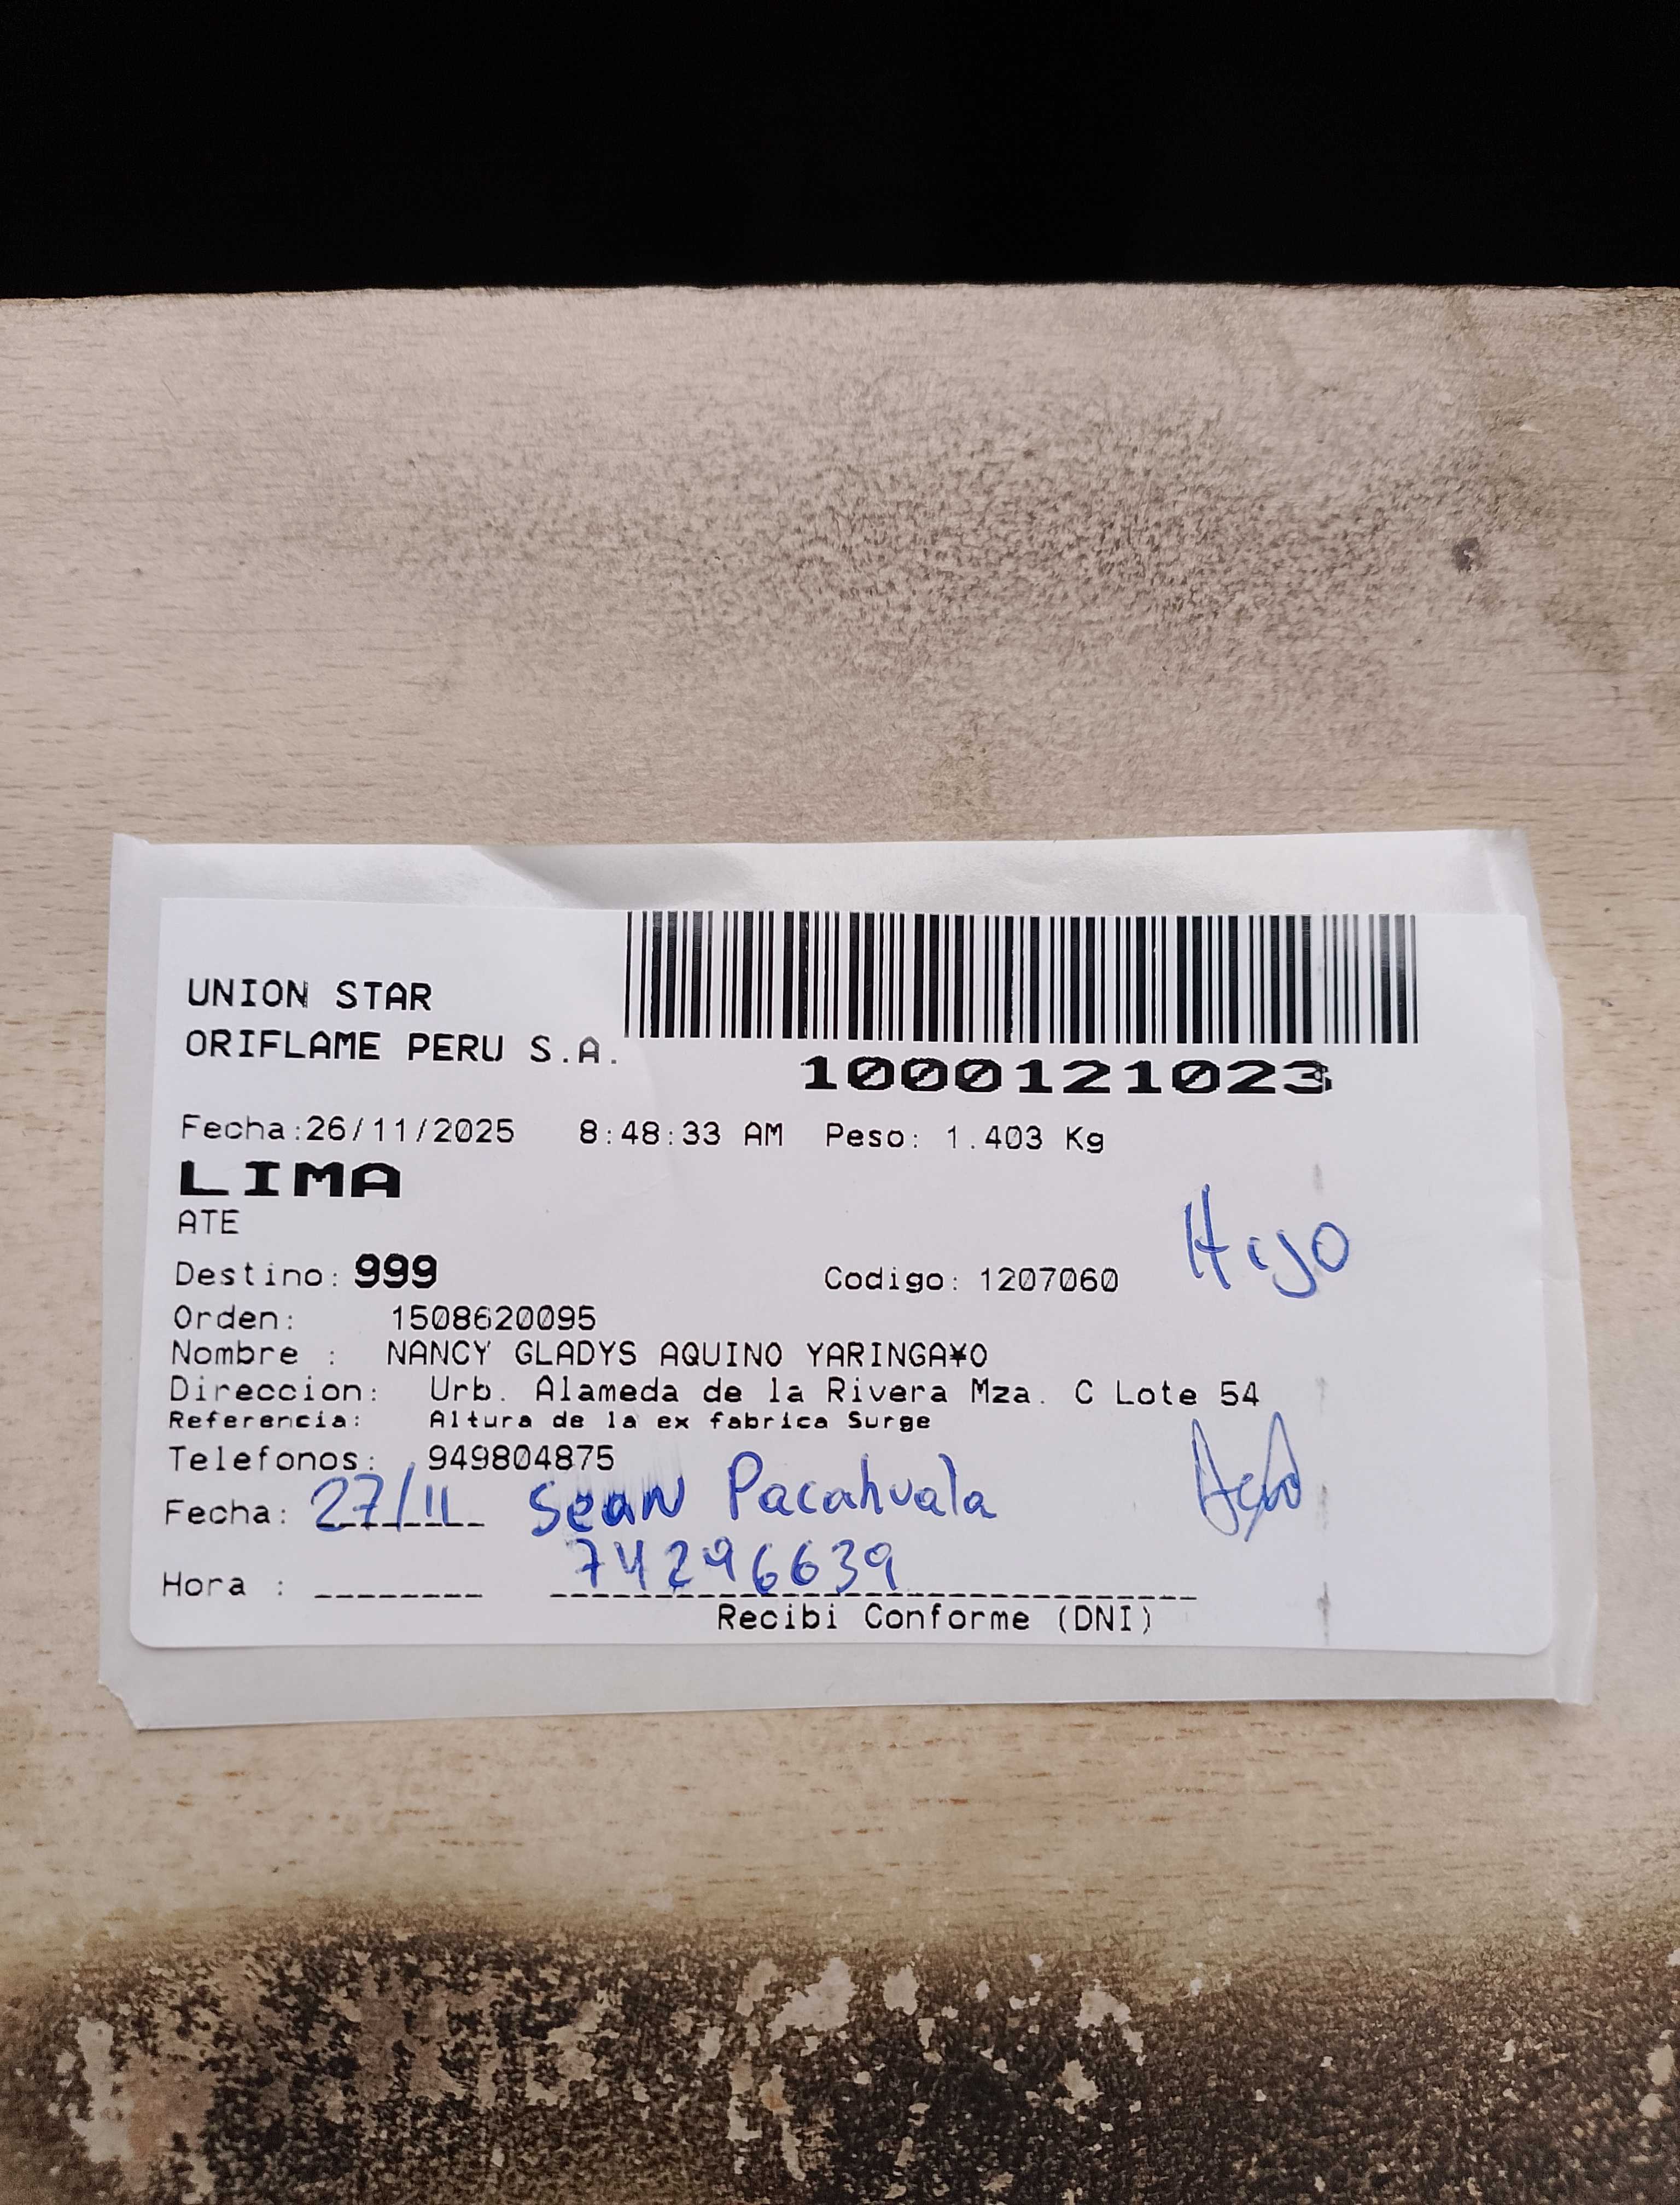 UNION STAR
ORIFLAME PERU S.A.
1000121023
Fecha:26/11/2025 8:48:33 AM Peso: 1.403 Kg
LIMA
ATE
Hijo
Destino: 999 Codigo: 1207060
Orden: 1508620095
Nombre : NANCY GLADYS AQUINO YARINGA¥O
Direccion: Urb. Alameda de la Rivera Mza. C Lote 54
Referencia: Altura de la ex fabrica Surge
Telefonos: 949804875
Fecha: 27/11 Sean Pacahuala
74296639
Hora :
Recibi Conforme (DNI)